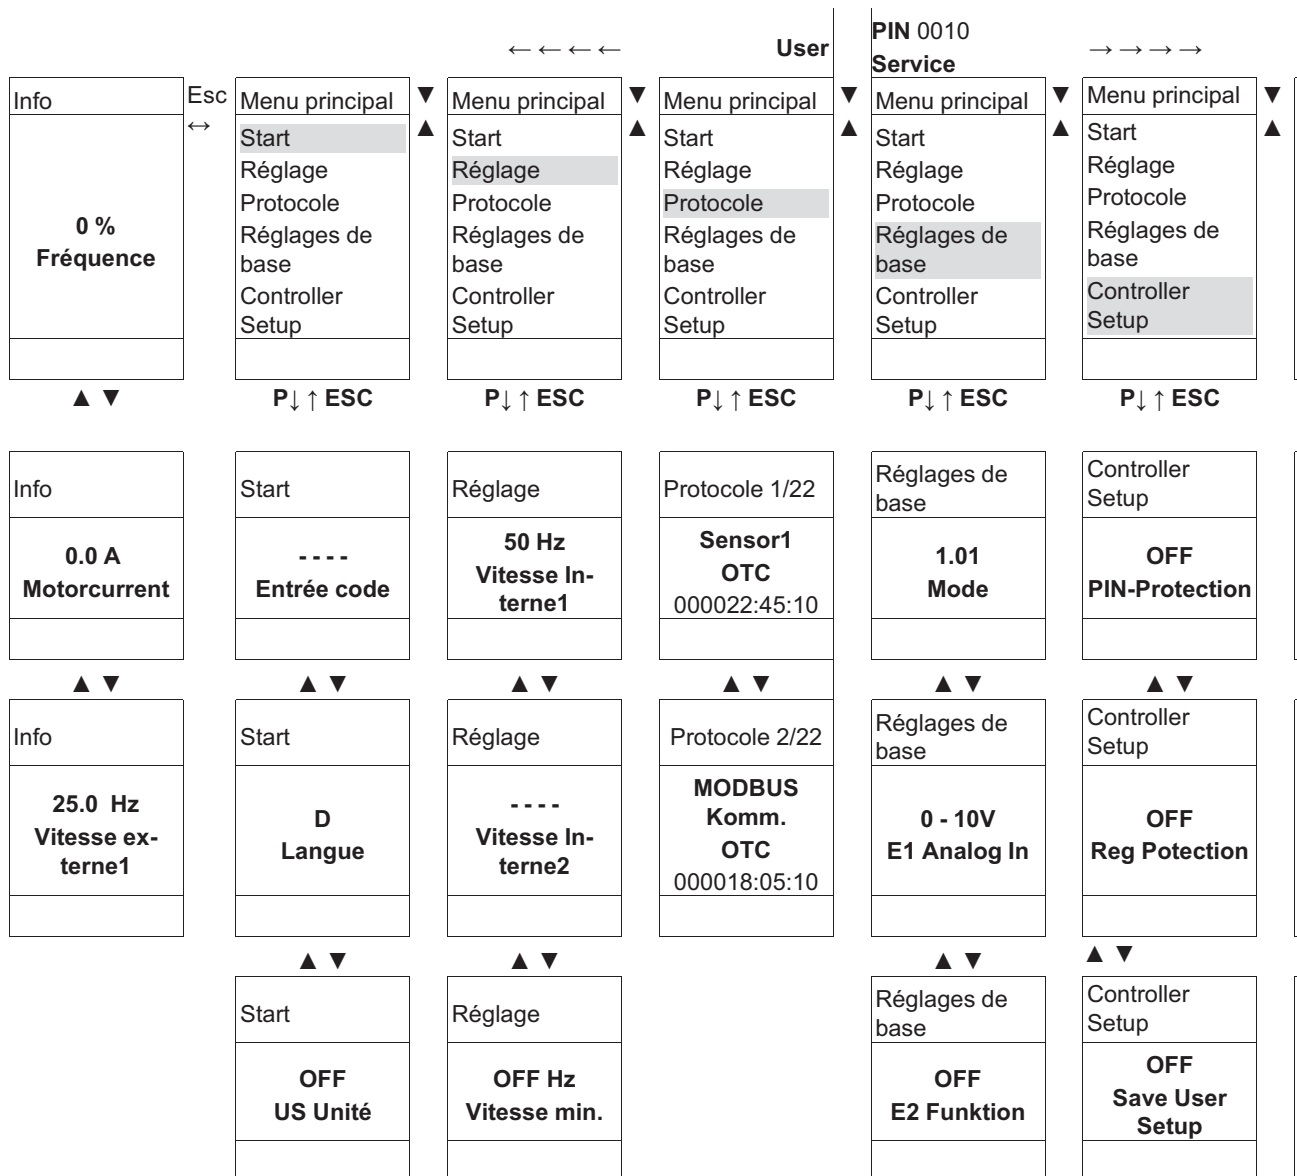 ← ← ← ← User
PIN 0010
Service
→ → → →
Info
0 %
Fréquence
▲ ▼
Esc
↔
Menu principal
Start
Réglage
Protocole
Réglages de
base
Controller
Setup
P↓ ↑ ESC
▼
▲
Menu principal
Start
Réglage
Protocole
Réglages de
base
Controller
Setup
P↓ ↑ ESC
▼
▲
Menu principal
Start
Réglage
Protocole
Réglages de
base
Controller
Setup
P↓ ↑ ESC
▼
▲
Menu principal
Start
Réglage
Protocole
Réglages de
base
Controller
Setup
P↓ ↑ ESC
▼
▲
Menu principal
Start
Réglage
Protocole
Réglages de
base
Controller
Setup
P↓ ↑ ESC
▼
▲
Info
0.0 A
Motorcurrent
▲ ▼
Start
- - - -
Entrée code
▲ ▼
Réglage
50 Hz
Vitesse In-
terne1
▲ ▼
Protocole 1/22
Sensor1
OTC
000022:45:10
▲ ▼
Réglages de
base
1.01
Mode
▲ ▼
Controller
Setup
OFF
PIN-Protection
▲ ▼
Info
25.0 Hz
Vitesse ex-
terne1
Start
D
Langue
▲ ▼
Réglage
- - - -
Vitesse In-
terne2
▲ ▼
Protocole 2/22
MODBUS
Komm.
OTC
000018:05:10
Réglages de
base
0 - 10V
E1 Analog In
▲ ▼
Controller
Setup
OFF
Reg Potection
▲ ▼
Start
OFF
US Unité
Réglage
OFF Hz
Vitesse min.
Réglages de
base
OFF
E2 Funktion
Controller
Setup
OFF
Save User
Setup